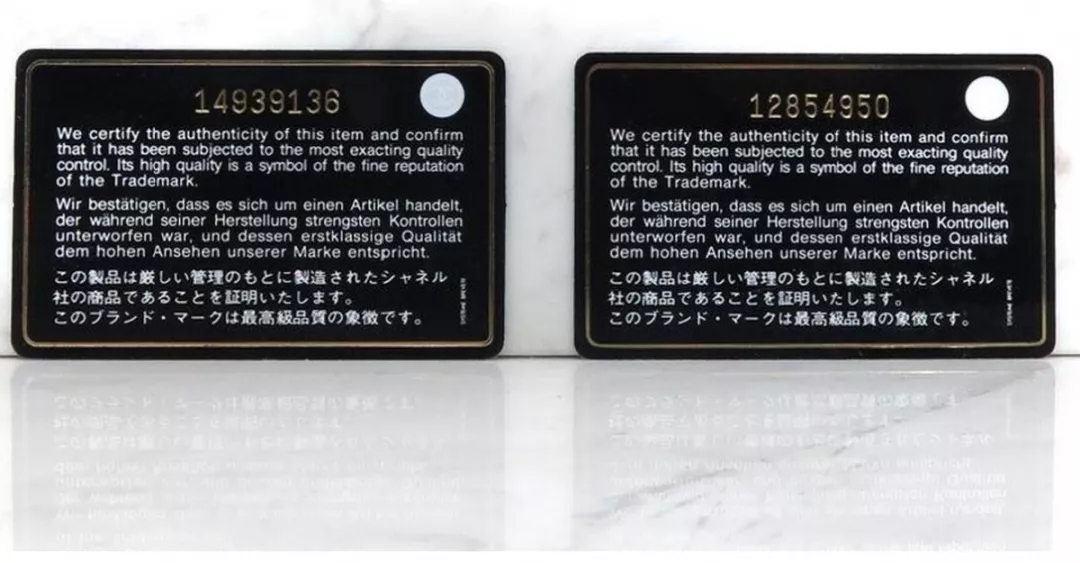 14939136
We certify the authenticity of this item and confirm
that it has been subjected to the most exacting quality
control. Its high quality is a symbol of the fine reputation
of the Trademark.
Wir bestätigen, dass es sich um einen Artikel handelt,
der während seiner Herstellung strengsten Kontrollen
unterworfen war, und dessen erstklassige Qualität
dem hohen Ansehen unserer Marke entspricht.
この製品は厳しい管理のもとに製造されたシャネル
社の商品であることを証明いたします。
このブランド・マークは最高級品質の象徴です。
12854950
We certify the authenticity of this item and confirm
that it has been subjected to the most exacting quality
control. Its high quality is a symbol of the fine reputation
of the Trademark.
Wir bestätigen, dass es sich um einen Artikel handelt,
der während seiner Herstellung strengsten Kontrollen
unterworfen war, und dessen erstklassige Qualität
dem hohen Ansehen unserer Marke entspricht.
この製品は厳しい管理のもとに製造されたシャネル
社の商品であることを証明いたします。
このブランド・マークは最高級品質の象徴です。